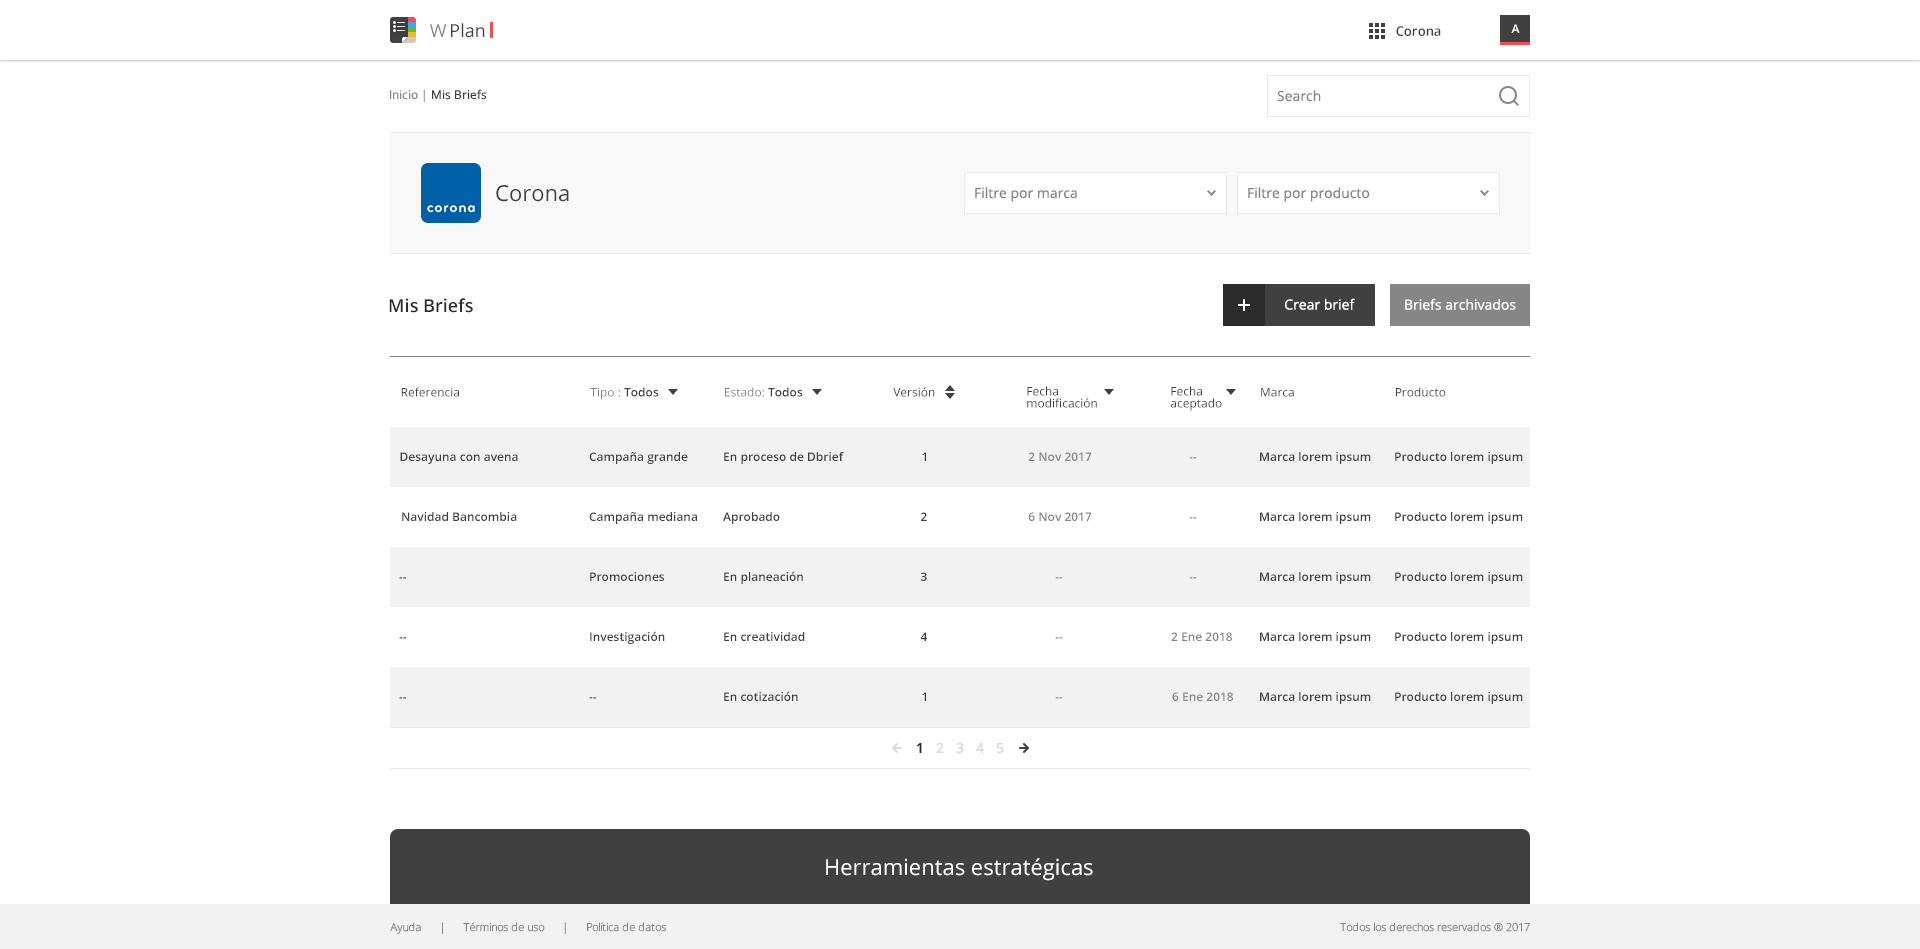 W Plan
Corona
A
Inicio | Mis Briefs
Search
corona
Corona
Filtre por marca
Filtre por producto
Mis Briefs
+ Crear brief
Briefs archivados
Referencia
Tipo : Todos
Estado: Todos
Versión
Fecha
modificación
Fecha
aceptado
Marca
Producto
Desayuna con avena Campaña grande En proceso de Dbrief 1 2 Nov 2017 -- Marca lorem ipsum Producto lorem ipsum
Navidad Bancombia Campaña mediana Aprobado 2 6 Nov 2017 -- Marca lorem ipsum Producto lorem ipsum
-- Promociones En planeación 3 -- -- Marca lorem ipsum Producto lorem ipsum
-- Investigación En creatividad 4 -- 2 Ene 2018 Marca lorem ipsum Producto lorem ipsum
-- -- En cotización 1 -- 6 Ene 2018 Marca lorem ipsum Producto lorem ipsum
1 2 3 4 5
Herramientas estratégicas
Ayuda | Términos de uso | Política de datos
Todos los derechos reservados ® 2017